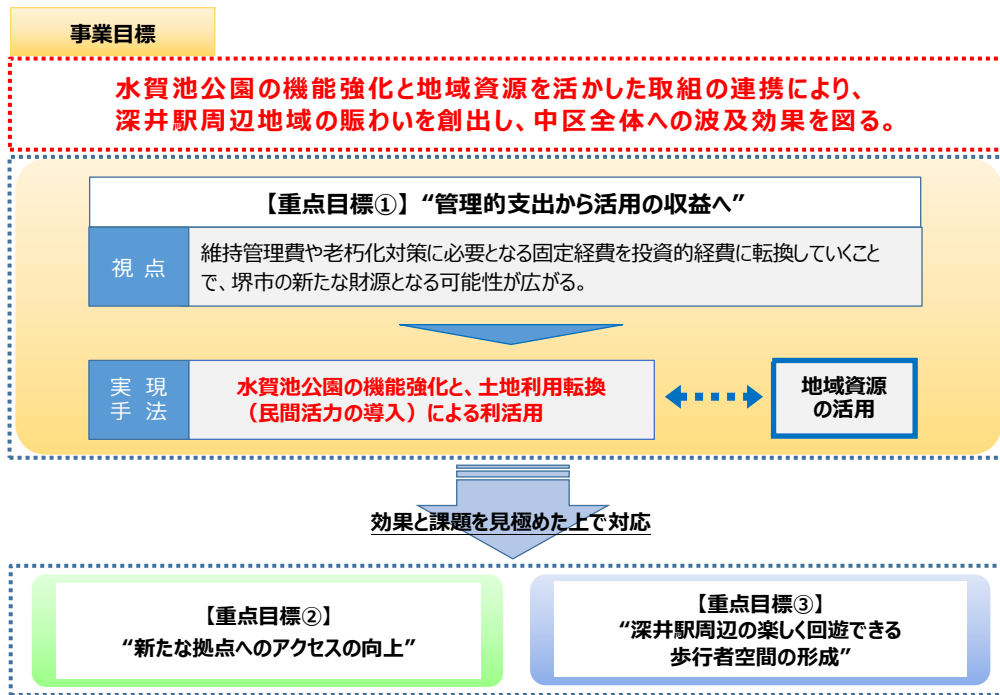 事業目標
水賀池公園の機能強化と地域資源を活かした取組の連携により、
深井駅周辺地域の賑わいを創出し、中区全体への波及効果を図る。
【重点目標①】“管理的支出から活用の収益へ”
視 点
維持管理費や老朽化対策に必要となる固定経費を投資的経費に転換していくこと
で、堺市の新たな財源となる可能性が広がる。
実 現
手 法
水賀池公園の機能強化と、土地利用転換
（民間活力の導入）による利活用
地域資源
の活用
効果と課題を見極めた上で対応
【重点目標②】
“新たな拠点へのアクセスの向上”
【重点目標③】
“深井駅周辺の楽しく回遊できる
歩行者空間の形成”